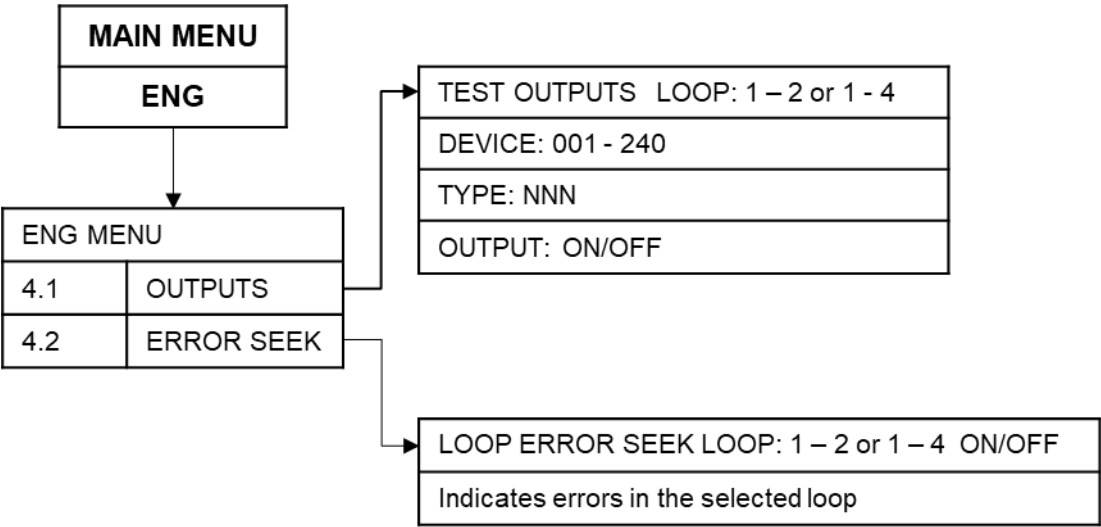 MAIN MENU
ENG
TEST OUTPUTS LOOP: 1 – 2 or 1 - 4
DEVICE: 001 - 240
TYPE: NNN
OUTPUT: ON/OFF
ENG MENU
4.1 OUTPUTS
4.2 ERROR SEEK
LOOP ERROR SEEK LOOP: 1 – 2 or 1 – 4 ON/OFF
Indicates errors in the selected loop